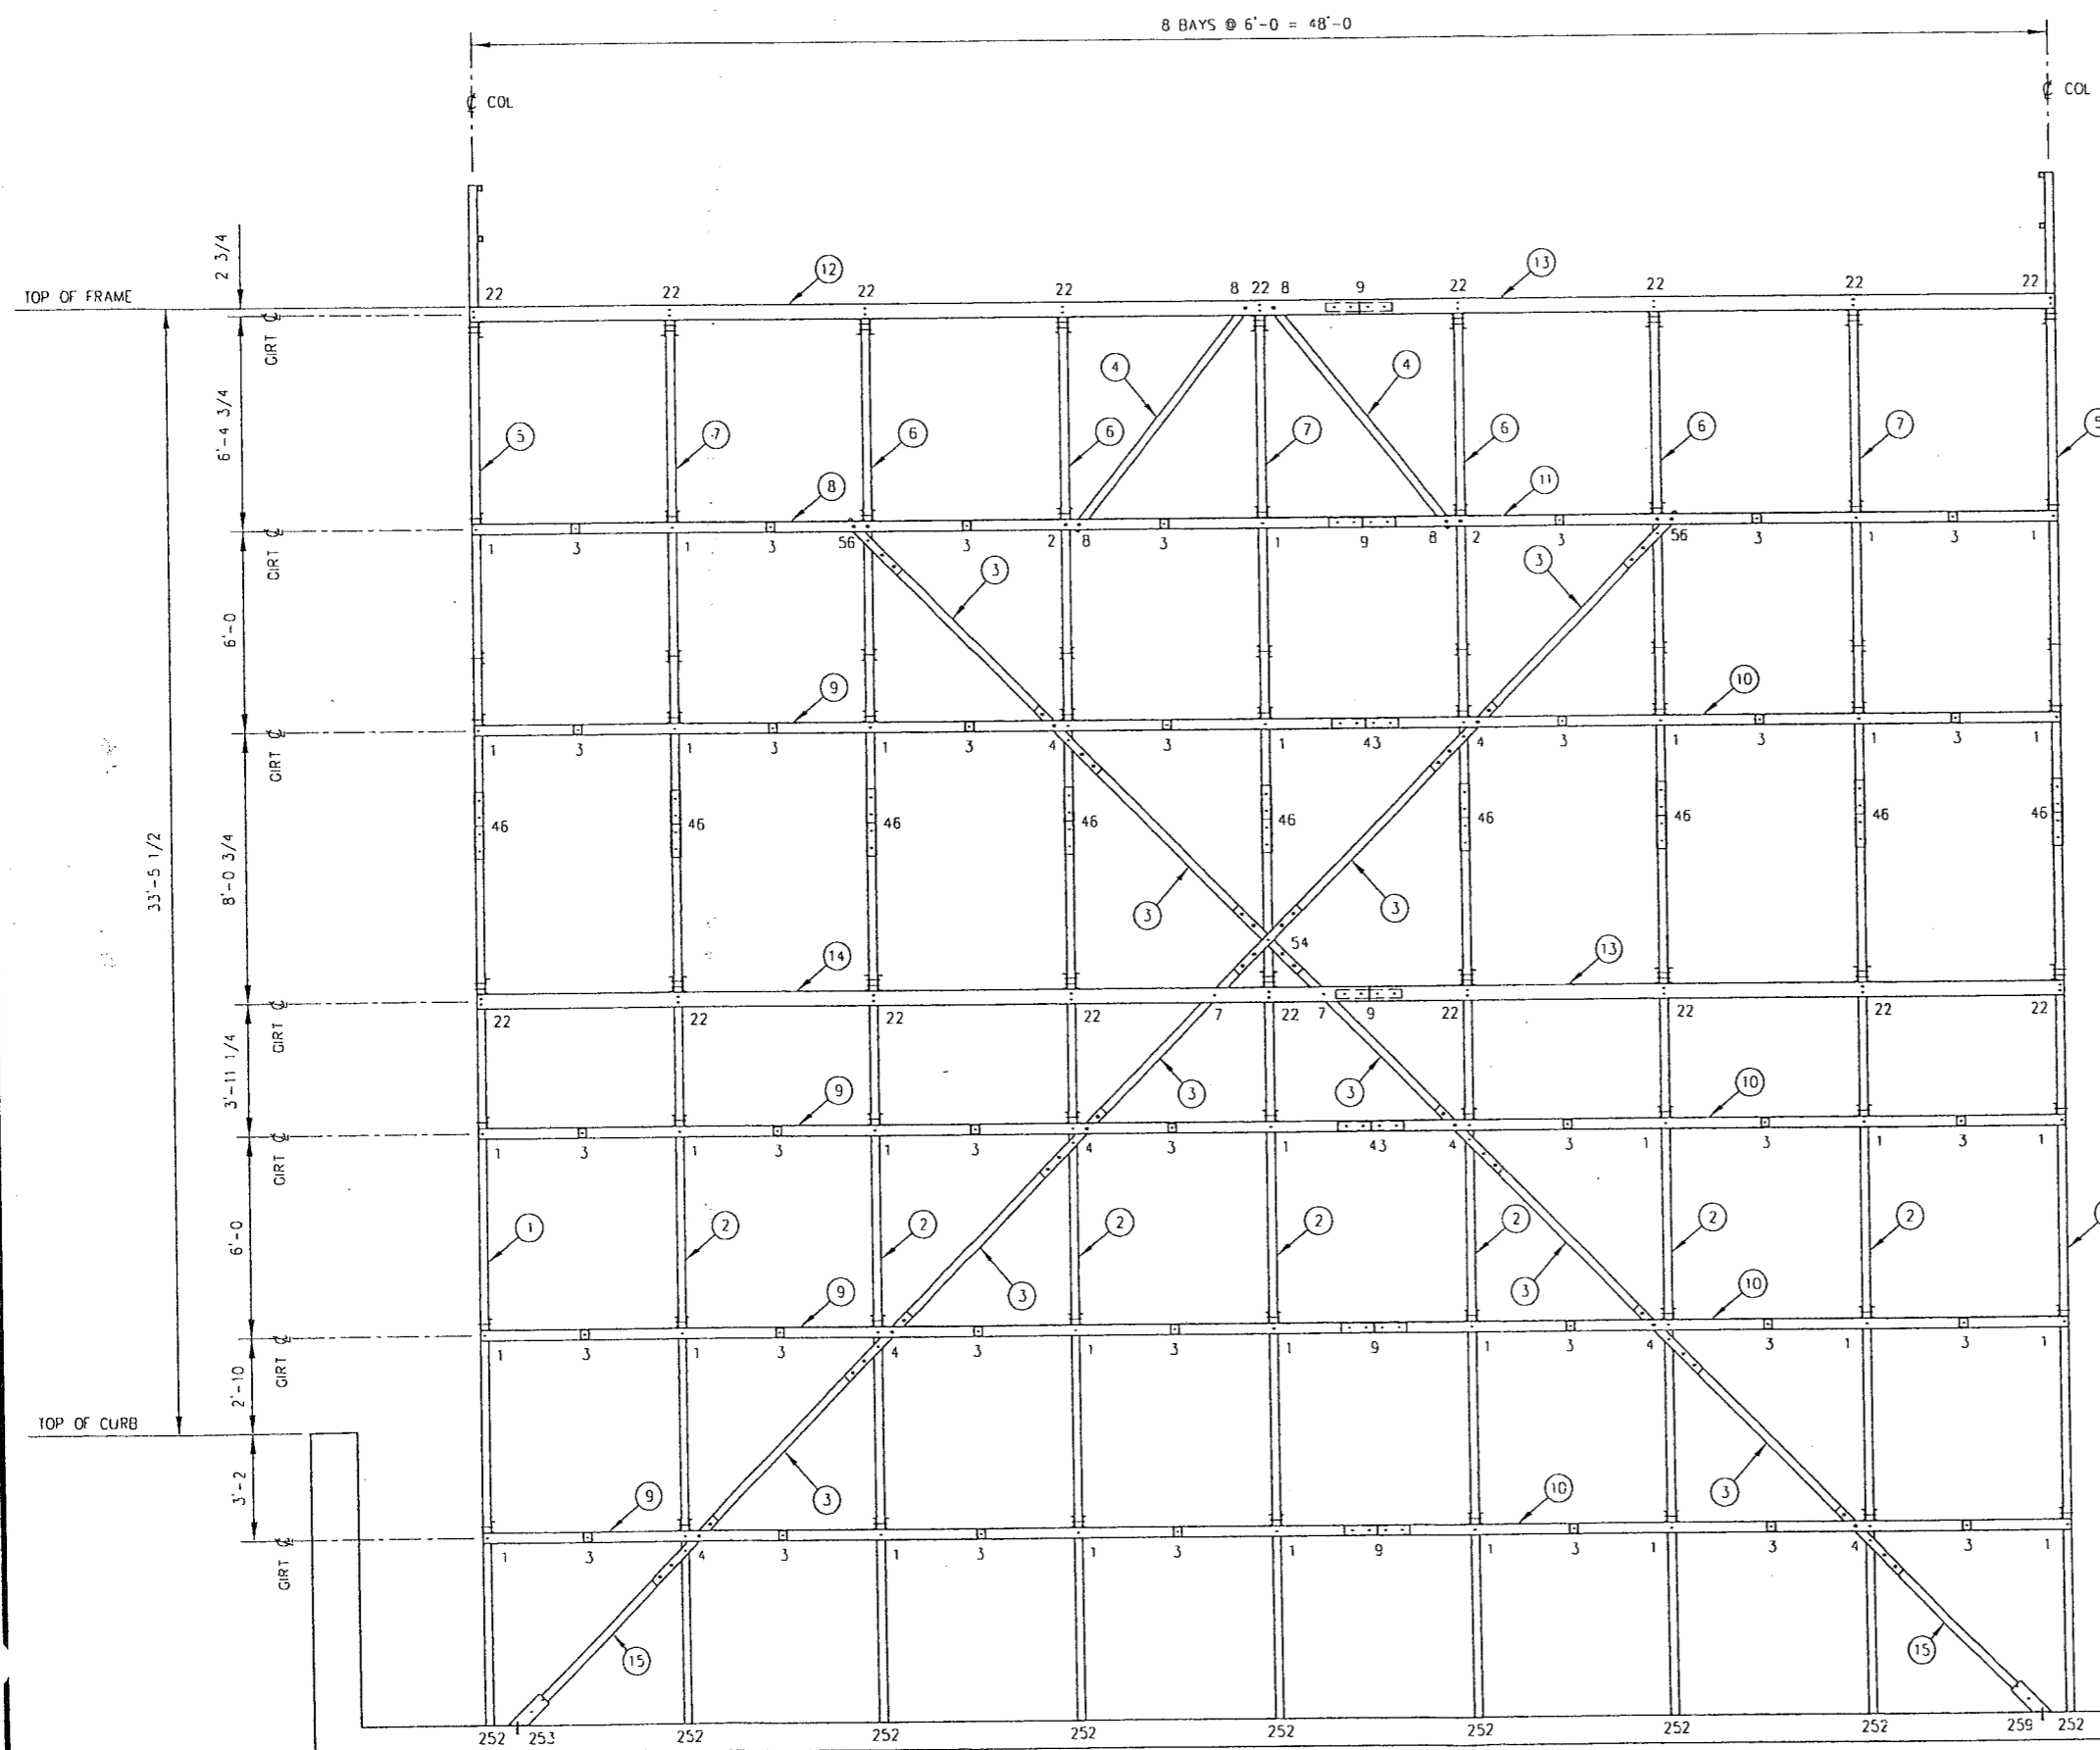 8 BAYS @ 6'-0 = 48'-0
℄ COL
℄ COL
2 3/4
12
13
TOP OF FRAME
22 22 22 22 8 22 8 9 22 22 22 22
GIRT ℄
4 4
6'-4 3/4
5 7 6 6 7 6 6 7
8 11
GIRT ℄
1 3 1 3 56 3 2 8 3 1 9 8 2 3 56 3 1 3 1
3 3
6'-0
9 10
GIRT ℄
1 3 1 3 1 3 4 3 1 43 4 3 1 3 1 3 1
46 46 46 46 46 46 46 46 46
33'-5 1/2
8'-0 3/4
3 3
54
14 13
GIRT ℄
22 22 22 22 7 22 7 9 22 22 22 22
3'-11 1/4
3 3
9 10
GIRT ℄
1 3 1 3 1 3 4 3 1 43 4 3 1 3 1 3 1
6'-0
1 2 2 2 2 2 2 2
3 3
9 10
GIRT ℄
1 3 1 3 4 3 1 3 1 9 1 3 4 3 1 3 1
2'-10
TOP OF CURB
3'-2
3 3
9 10
GIRT ℄
1 3 4 3 1 3 1 3 1 9 1 3 1 3 4 3 1
15 15
252 253 252 252 252 252 252 252 252 259 252